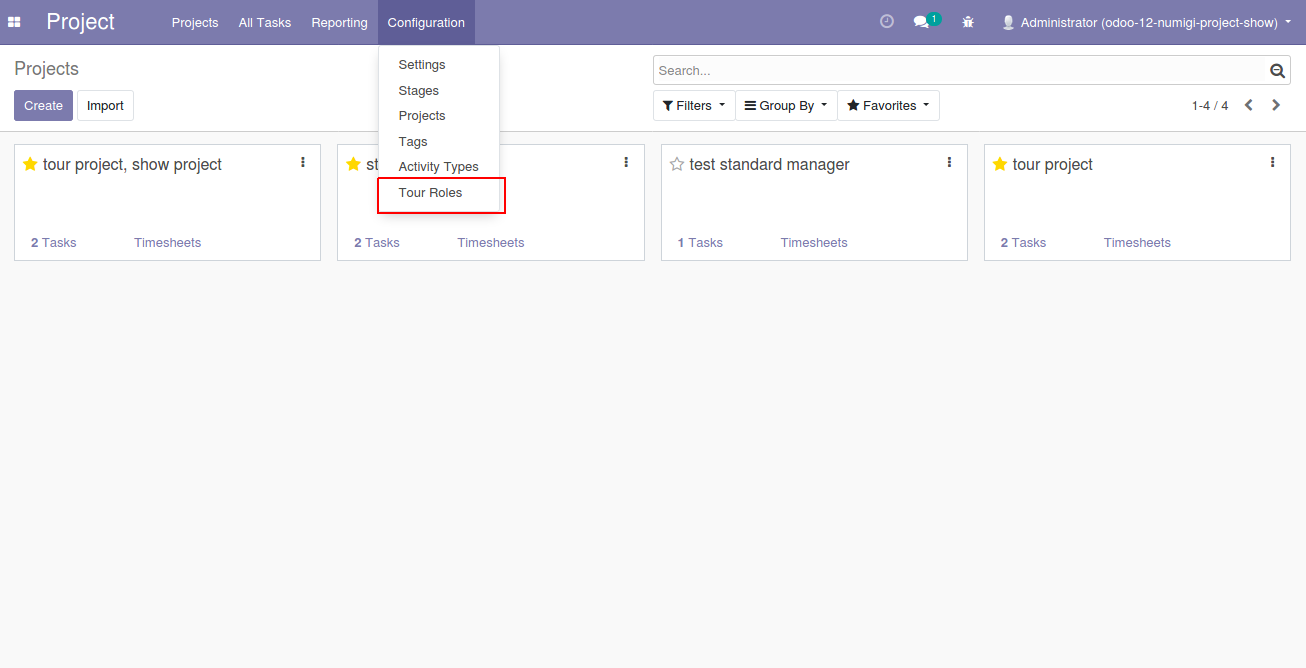 Project
Projects
All Tasks
Reporting
Configuration
1
Administrator (odoo-12-numigi-project-show)
Projects
Search...
Create
Import
Settings
Stages
Projects
Tags
Activity Types
Tour Roles
Filters
Group By
Favorites
1-4 / 4
tour project, show project
2 Tasks
Timesheets
st
2 Tasks
Timesheets
test standard manager
1 Tasks
Timesheets
tour project
2 Tasks
Timesheets